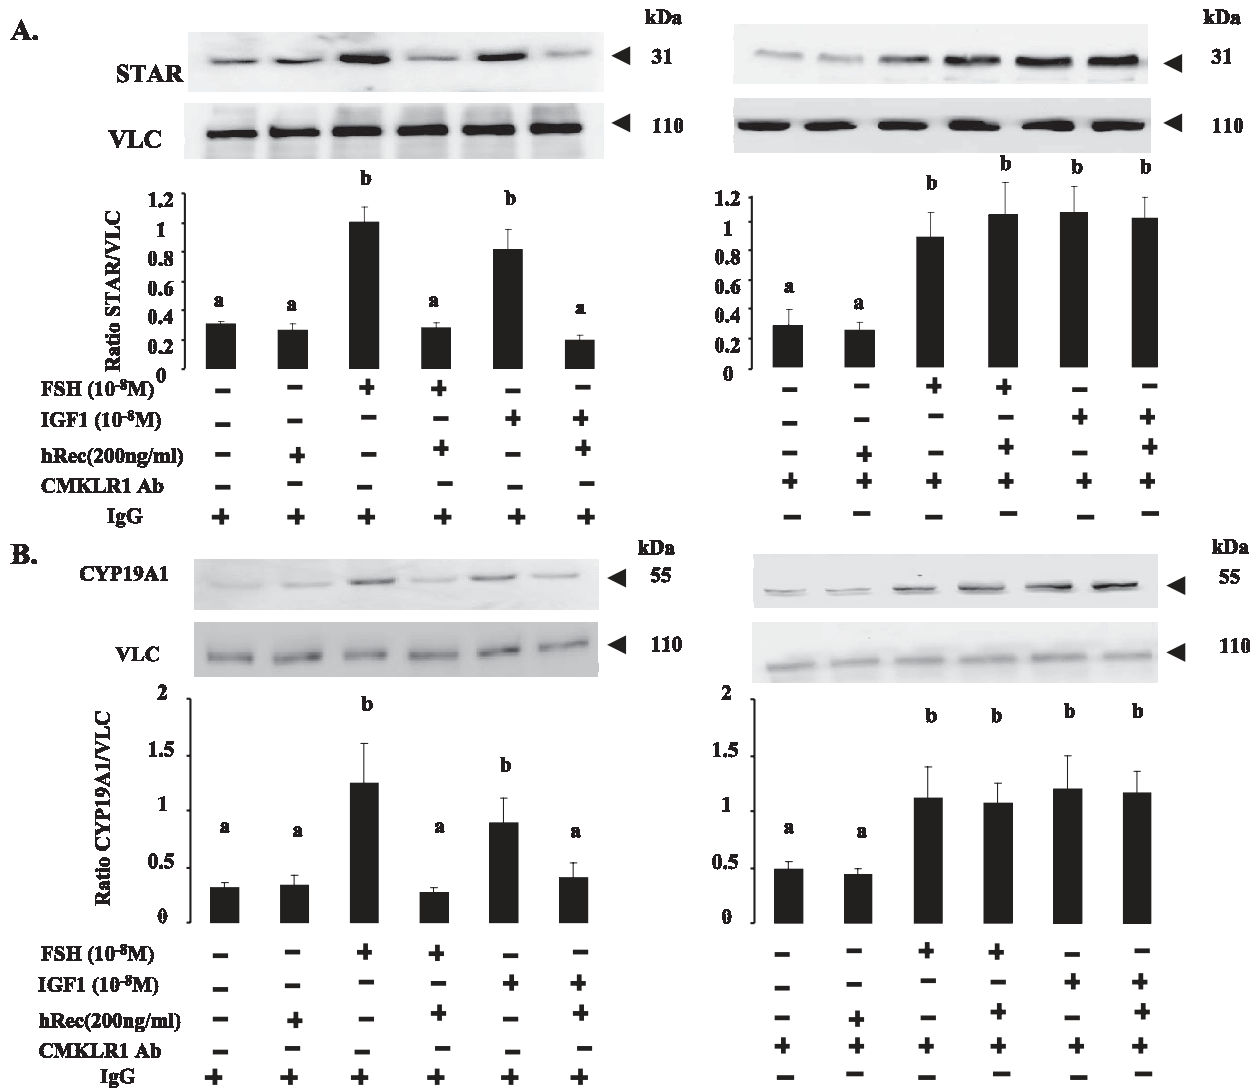 A.
kDa kDa
STAR 31 31
VLC 110 110
b b b b b b
1.2 1 0.8 0.6 0.4 0.2 0
Ratio STAR/VLC
a a a a
1.2 1 0.8 0.6 0.4 0.2 0
a a
FSH (10⁻⁸M) − − + + − − − − + + − −
IGF1 (10⁻⁸M) − − − − + + − − − − + +
hRec(200ng/ml) − + − + − + − + − + − +
CMKLR1 Ab − − − − − − + + + + + +
IgG + + + + + + − − − − − −
B.
kDa kDa
CYP19A1 55 55
VLC 110 110
2 1.5 1 0.5 0
Ratio CYP19A1/VLC
a a b a b a
2 1.5 1 0.5 0
a a b b b b
FSH (10⁻⁸M) − − + + − − − − + + − −
IGF1 (10⁻⁸M) − − − − + + − − − − + +
hRec(200ng/ml) − + − + − + − + − + − +
CMKLR1 Ab − − − − − − + + + + + +
IgG + + + + + + − − − − − −